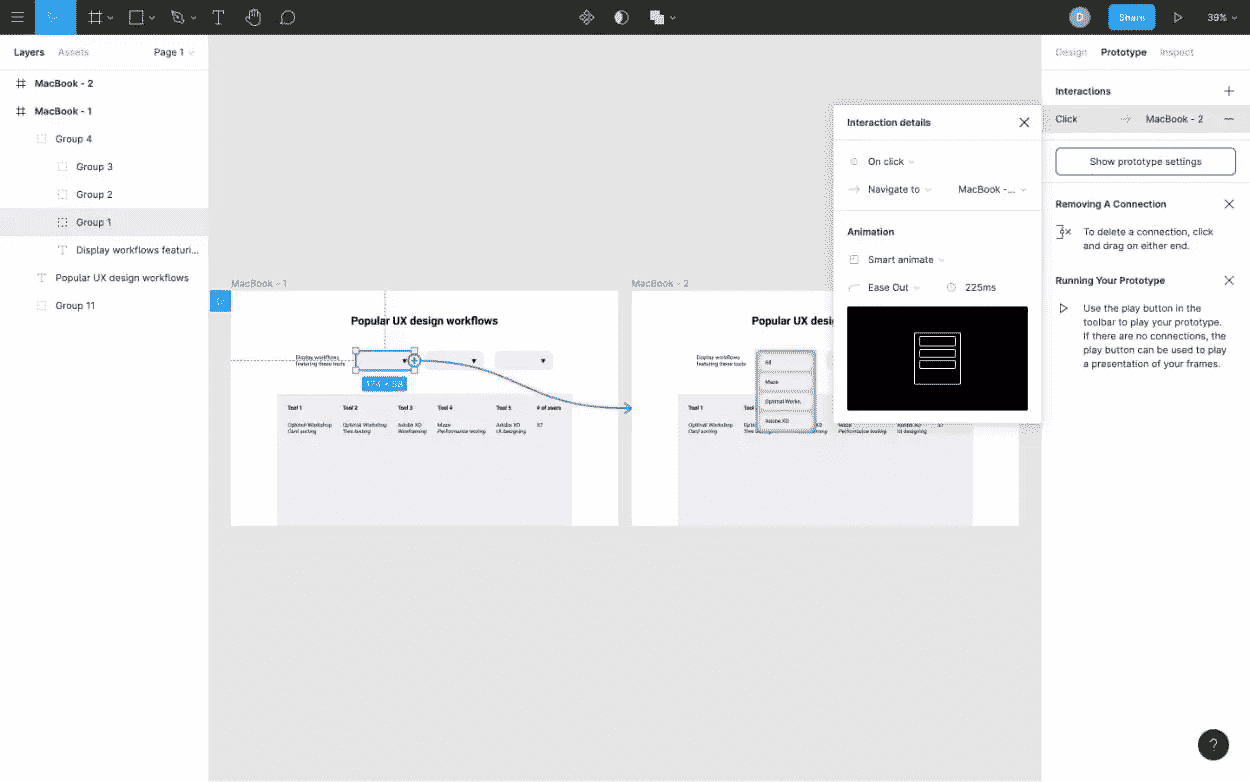 D
Share
39%
Layers
Assets
Page 1
MacBook - 2
MacBook - 1
Group 4
Group 3
Group 2
Group 1
Display workflows featuri...
Popular UX design workflows
Group 11
MacBook - 1
Popular UX design workflows
Display workflows
featuring these tools
174 × 58
Tool 1
Tool 2
Tool 3
Tool 4
Tool 5
# of users
Optimal Workshop
Card sorting
Optimal Workshop
Tree testing
Adobe XD
Wireframing
Maze
Performance testing
Adobe XD
UI designing
37
MacBook - 2
Popular UX desi
Display workflows
featuring these tools
All
Maze
Optimal Works..
Adobe XD
Tool 1
Optimal Workshop
Card sorting
Maze
Performance testing
Adobe XD
UI designing
37
Interaction details
On click
Navigate to
MacBook -...
Animation
Smart animate
Ease Out
225ms
Design
Prototype
Inspect
Interactions
Click
MacBook - 2
Show prototype settings
Removing A Connection
To delete a connection, click
and drag on either end.
Running Your Prototype
Use the play button in the
toolbar to play your prototype.
If there are no connections, the
play button can be used to play
a presentation of your frames.
?